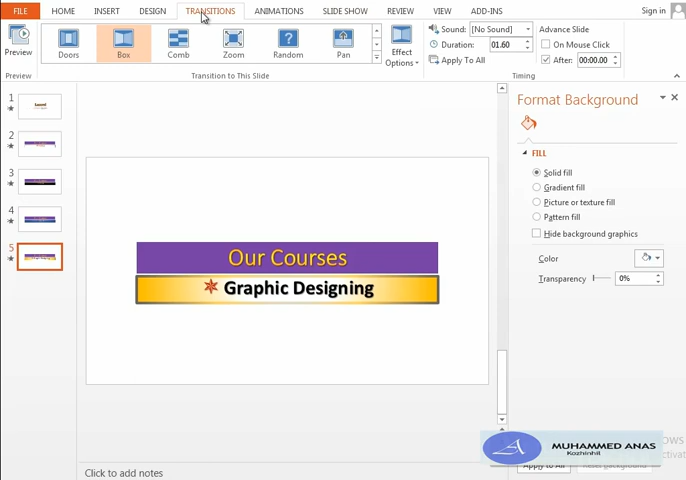 FILE HOME INSERT DESIGN TRANSITIONS ANIMATIONS SLIDE SHOW REVIEW VIEW ADD-INS Sign in
Preview
Doors Box Comb Zoom Random Pan
Effect
Options
Sound: [No Sound]
Duration: 01.60
Apply To All
Advance Slide
On Mouse Click
After: 00:00.00
Preview Transition to This Slide Timing
1
2
3
4
5
Our Courses
Graphic Designing
Click to add notes
Format Background
FILL
Solid fill
Gradient fill
Picture or texture fill
Pattern fill
Hide background graphics
Color
Transparency 0%
MUHAMMED ANAS
Kozhinhil
Apply to All Reset Background